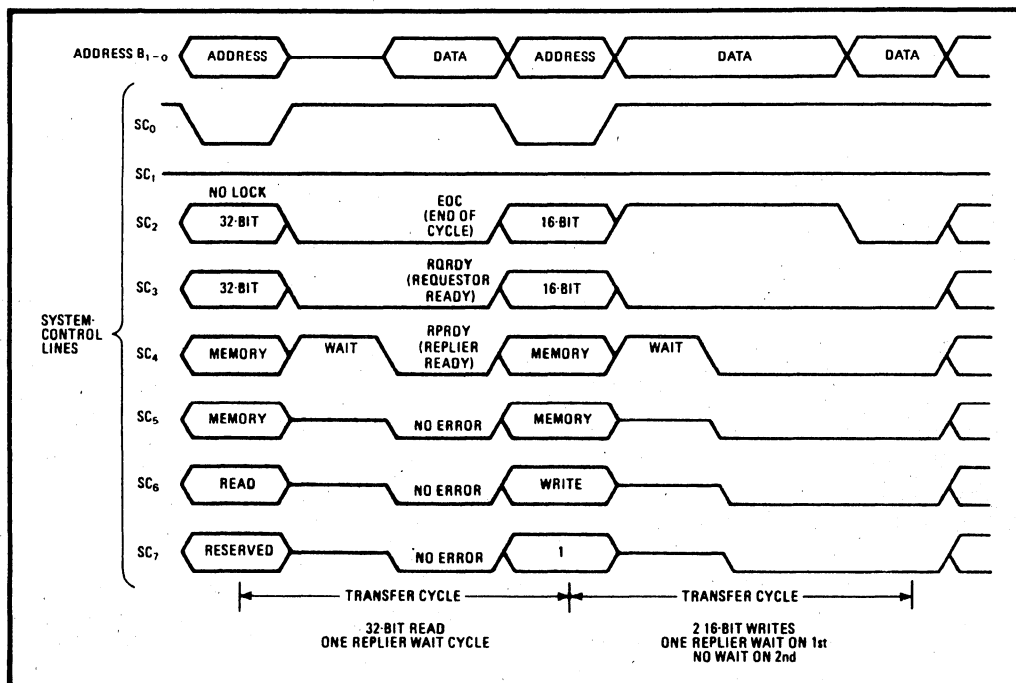 ADDRESS B₁₋₀ ADDRESS DATA ADDRESS DATA DATA
SC₀
SC₁
NO LOCK
SC₂ 32-BIT EOC (END OF CYCLE) 16-BIT
SC₃ 32-BIT RQRDY (REQUESTOR READY) 16-BIT
SYSTEM-CONTROL LINES
SC₄ MEMORY WAIT RPRDY (REPLIER READY) MEMORY WAIT
SC₅ MEMORY NO ERROR MEMORY
SC₆ READ NO ERROR WRITE
SC₇ RESERVED NO ERROR 1
TRANSFER CYCLE TRANSFER CYCLE
32-BIT READ
ONE REPLIER WAIT CYCLE
2 16-BIT WRITES
ONE REPLIER WAIT ON 1st
NO WAIT ON 2nd